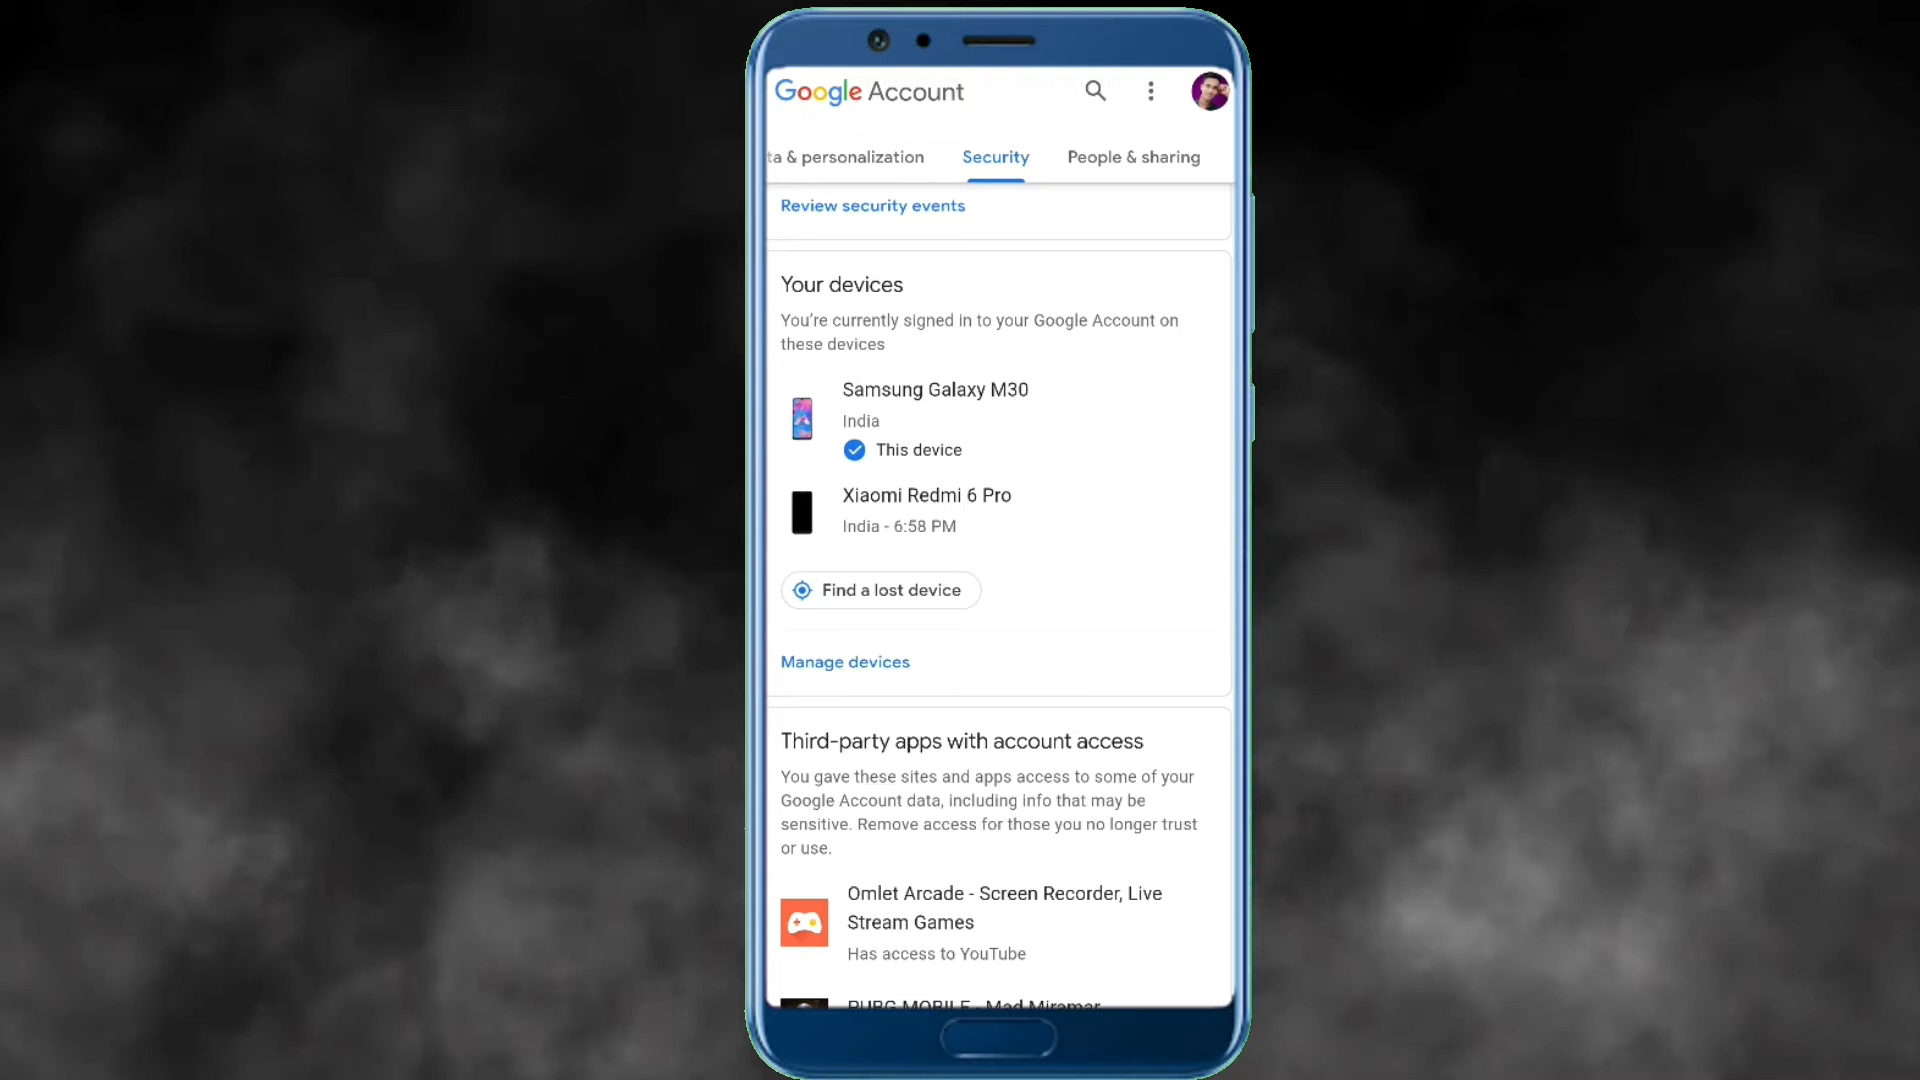 Google Account
ta & personalization Security People & sharing
Review security events
Your devices
You're currently signed in to your Google Account on
these devices
Samsung Galaxy M30
India
This device
Xiaomi Redmi 6 Pro
India - 6:58 PM
Find a lost device
Manage devices
Third-party apps with account access
You gave these sites and apps access to some of your
Google Account data, including info that may be
sensitive. Remove access for those you no longer trust
or use.
Omlet Arcade - Screen Recorder, Live
Stream Games
Has access to YouTube
PUBG MOBILE - Mad Miramar